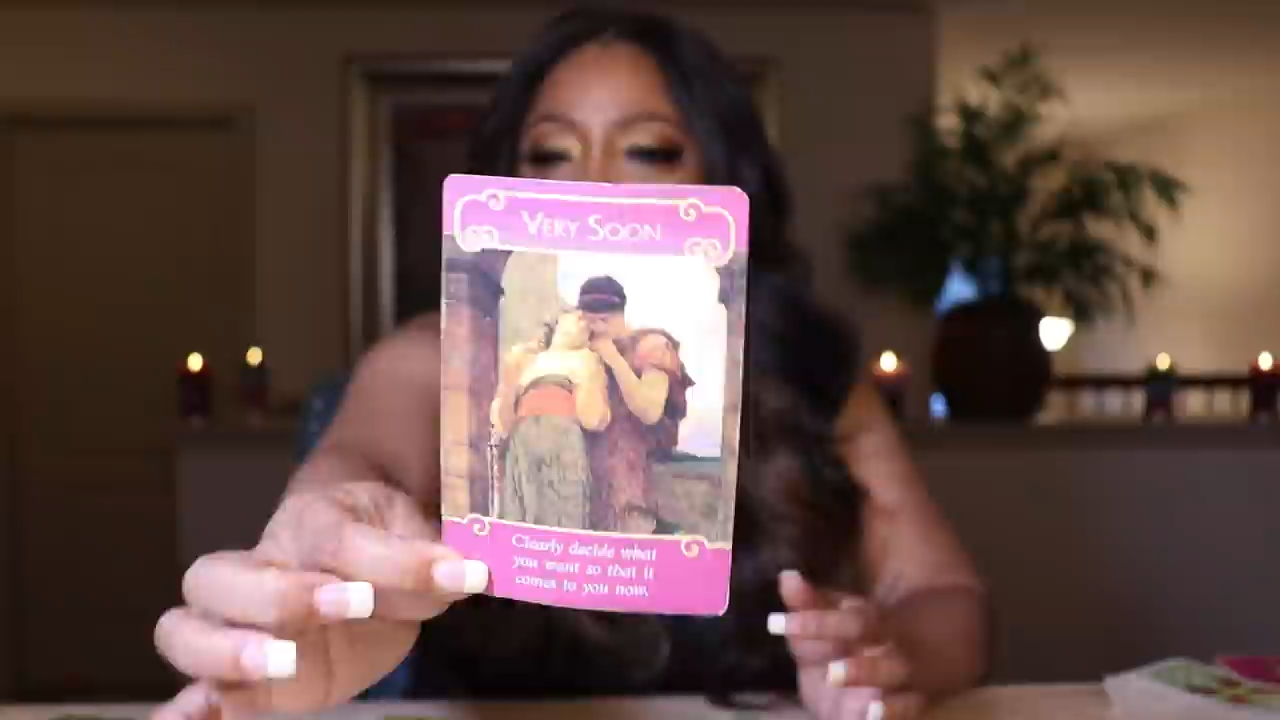 VERY SOON
Clearly decide what
you want so that it
comes to you now.